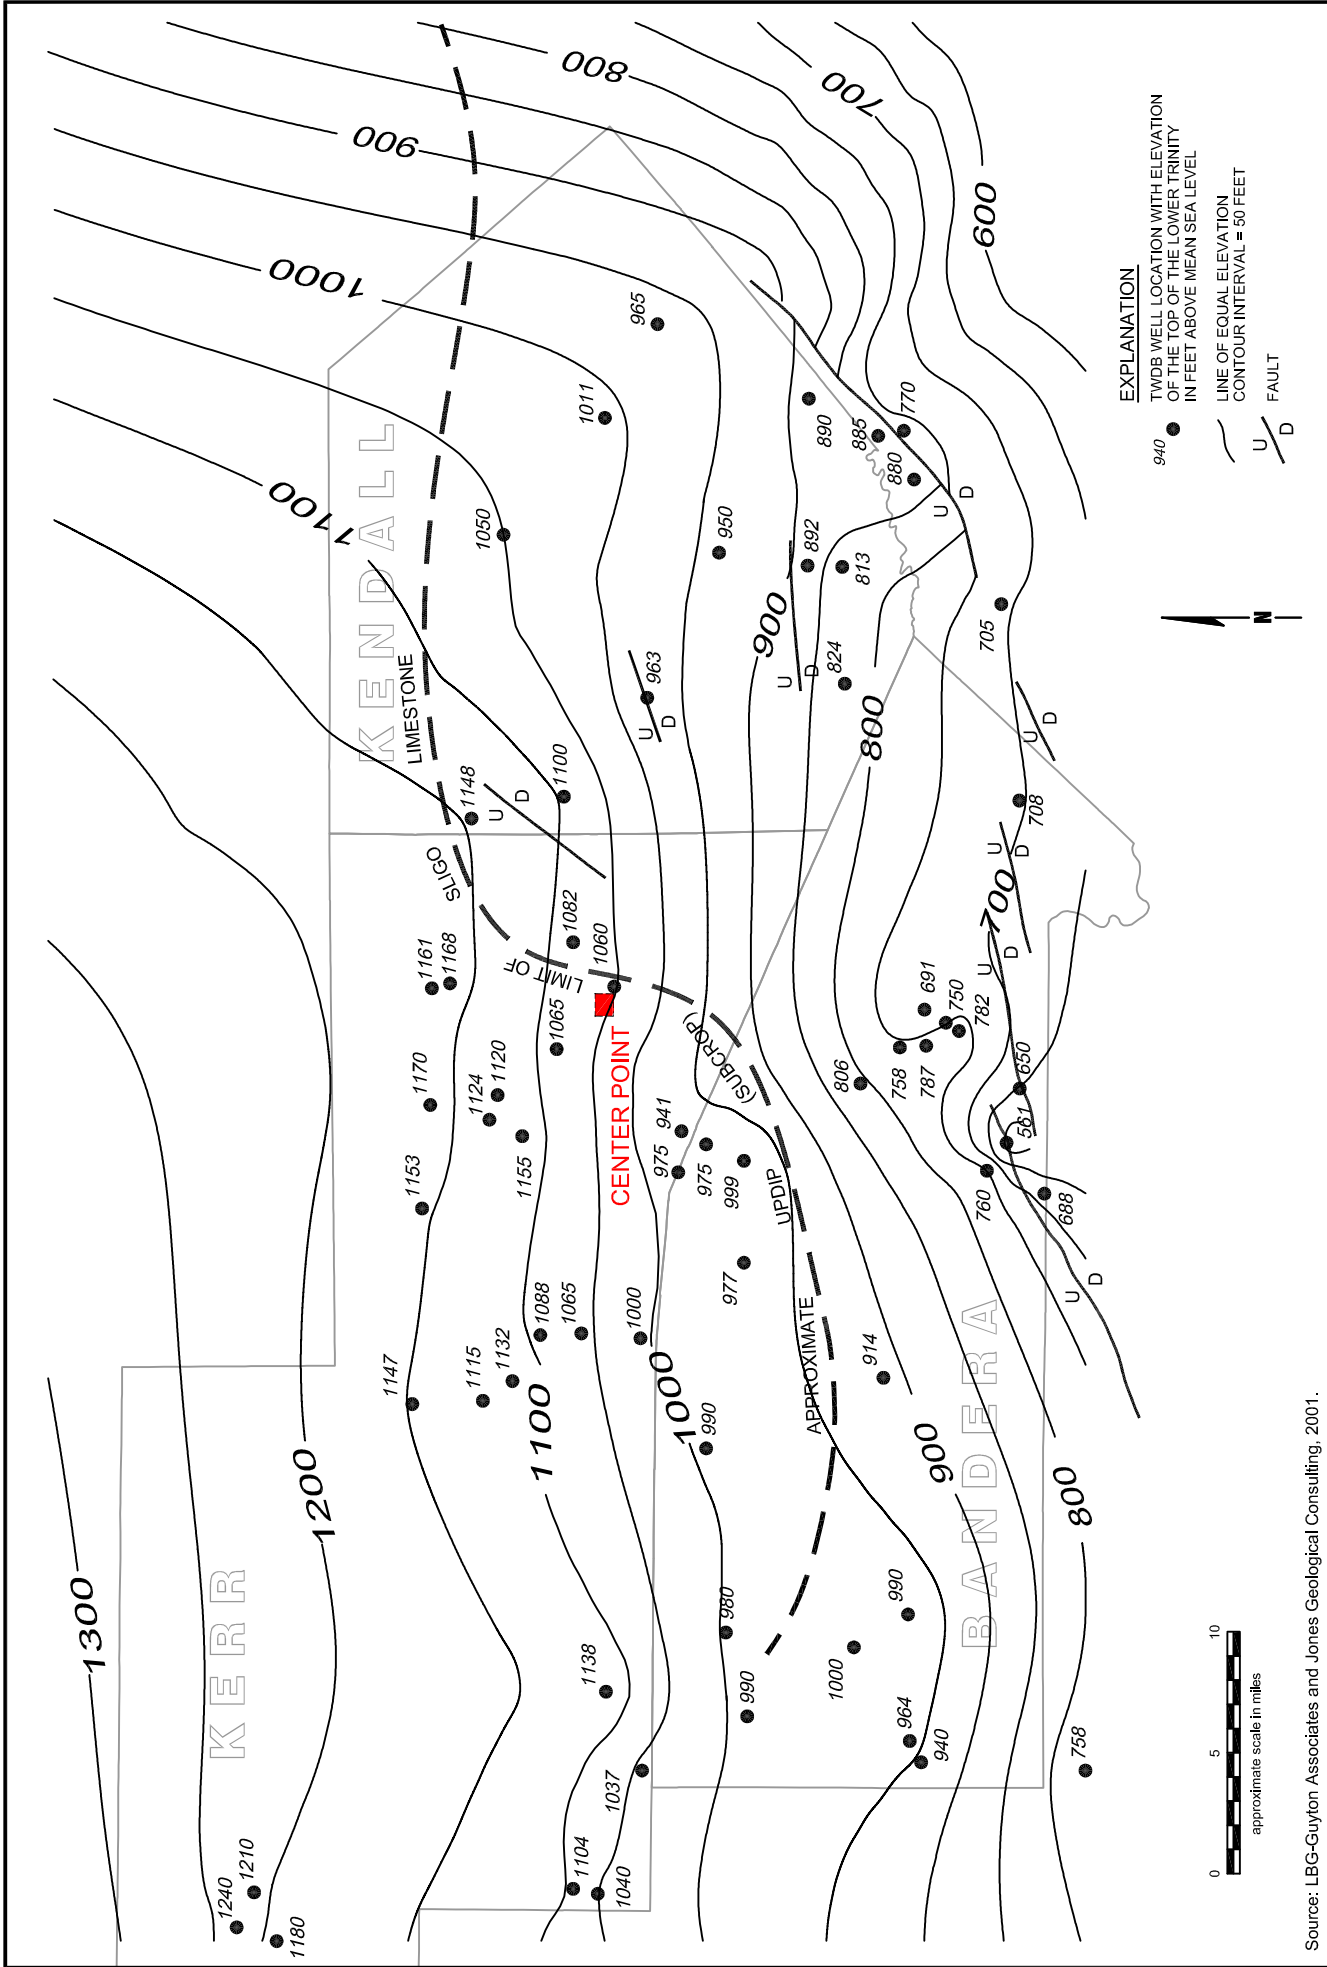 1300
1200
1100
1000
900
800
1100
1000
900
800
900
800
700
700
600
KERR
KENDALL
BANDERA
CENTER POINT
APPROXIMATE
UPDIP
(SUBCROP)
LIMIT OF
SLIGO
LIMESTONE
1240
1210
1180
1104
1040
1037
1138
1147
1115
1132
1088
1065
1000
1153
1170
1124
1120
1155
1161
1168
1065
1082
1060
1148
1100
1050
1011
965
963
950
990
980
990
1000
990
964
940
914
977
975
941
975
999
806
758
787
691
750
782
760
650
561
688
758
708
705
824
813
892
890
885
880
770
U
D
U
D
U
D
U
D
U
D
U
D
U
D
U
D
EXPLANATION
940
TWDB WELL LOCATION WITH ELEVATION
OF THE TOP OF THE LOWER TRINITY
IN FEET ABOVE MEAN SEA LEVEL
LINE OF EQUAL ELEVATION
CONTOUR INTERVAL = 50 FEET
U
D
FAULT
N
0 5 10
approximate scale in miles
Source: LBG-Guyton Associates and Jones Geological Consulting, 2001.